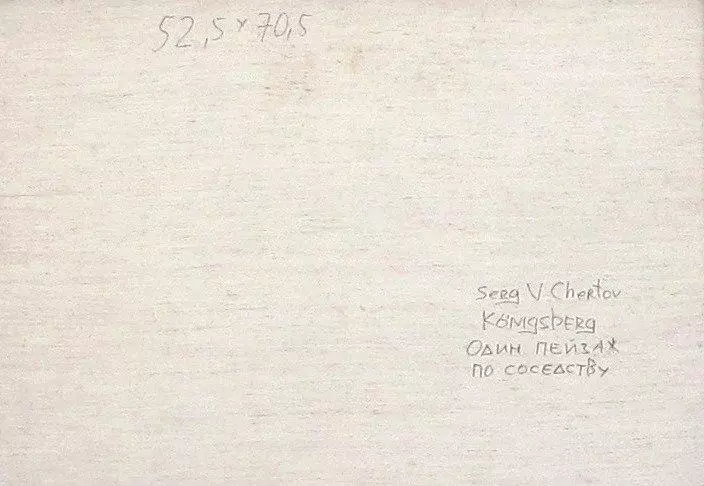 52,5 x 70,5
Serg V Chertov
Königsberg
ОДИН ПЕЙЗАЖ
ПО СОСЕДСТВУ